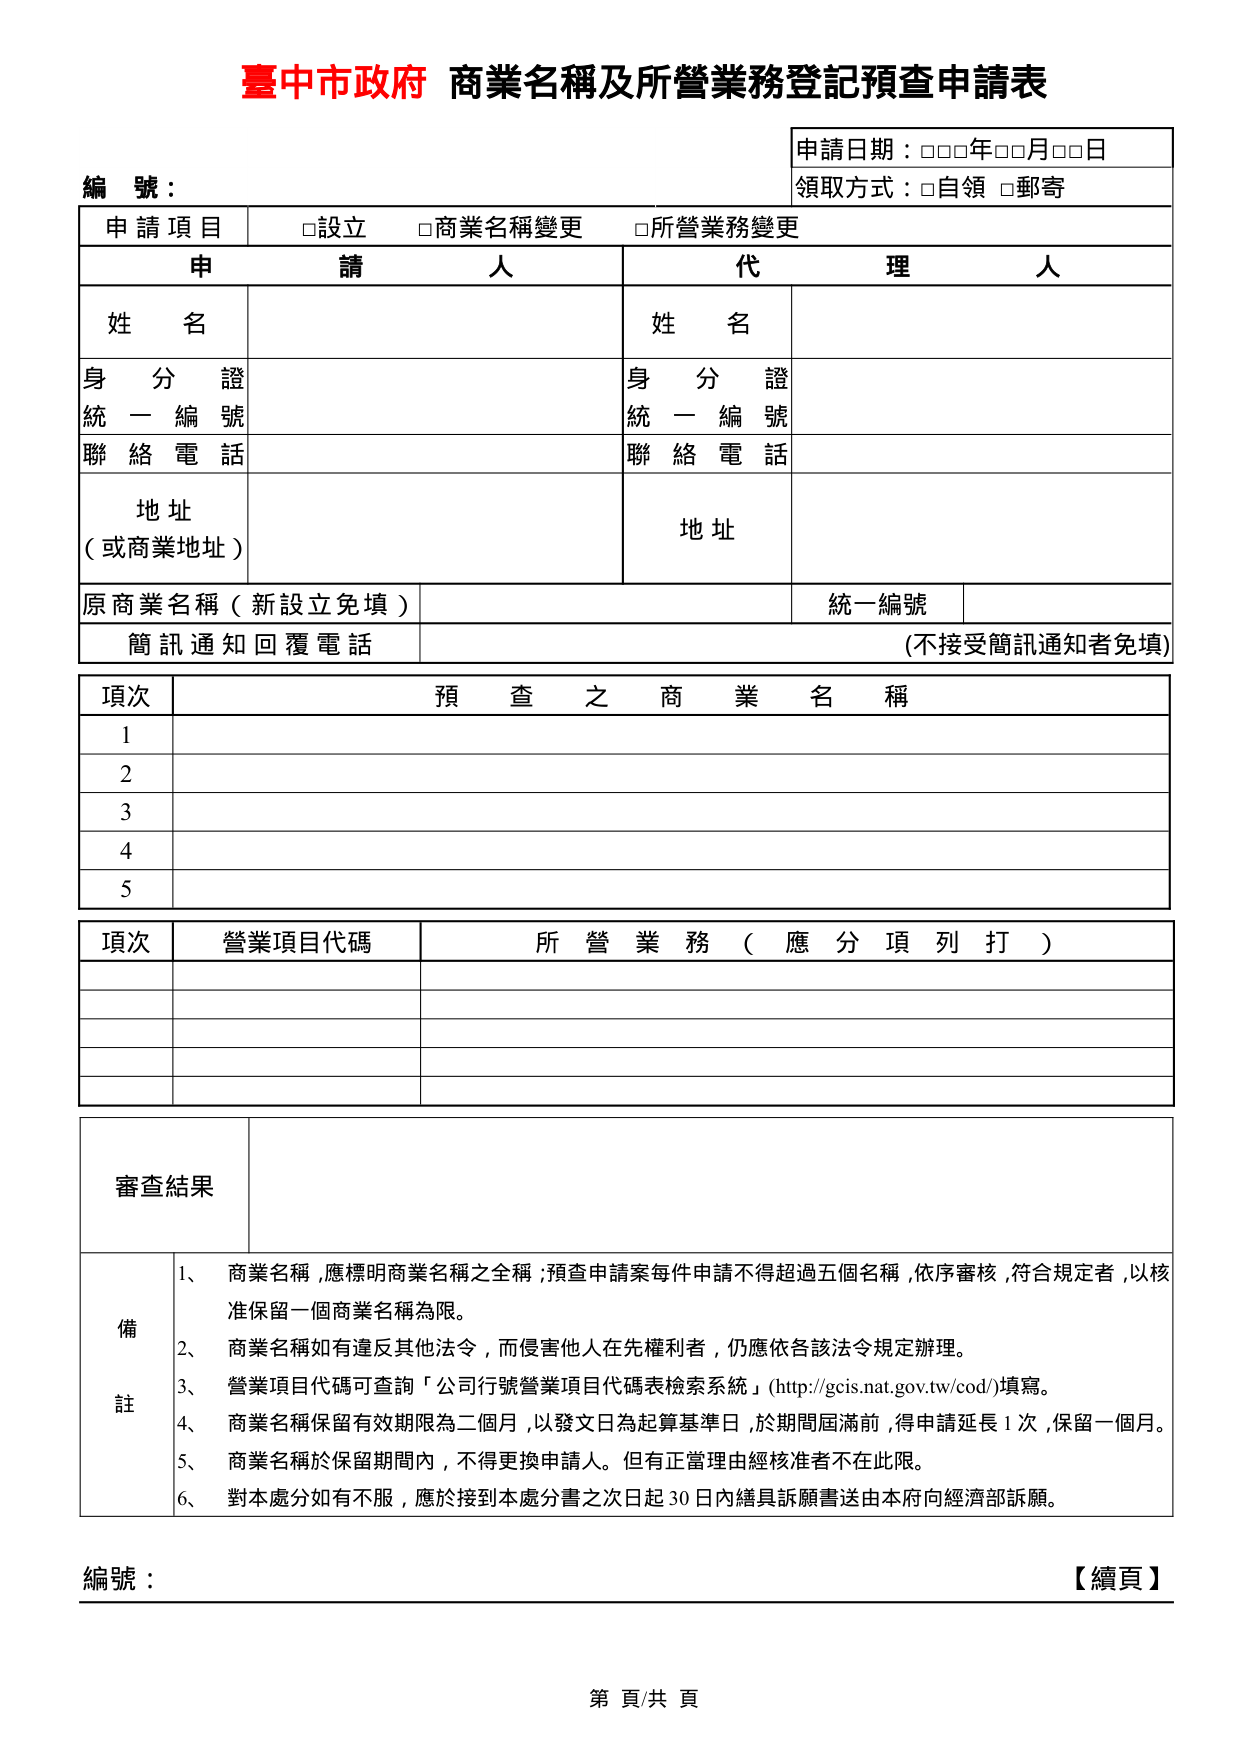 臺中市政府 商業名稱及所營業務登記預查申請表
申請日期：□□□年□□月□□日
編　號： 領取方式：□自領 □郵寄
申請項目 □設立 □商業名稱變更 □所營業務變更
申　請　人 代　理　人
姓　名 姓　名
身分證 身分證
統一編號 統一編號
聯絡電話 聯絡電話
地址
（或商業地址） 地址
原商業名稱（新設立免填） 統一編號
簡訊通知回覆電話 (不接受簡訊通知者免填)
項次 預查之商業名稱
1
2
3
4
5
項次 營業項目代碼 所營業務（應分項列打）
審查結果
備註
1、 商業名稱,應標明商業名稱之全稱;預查申請案每件申請不得超過五個名稱,依序審核,符合規定者,以核
准保留一個商業名稱為限。
2、 商業名稱如有違反其他法令，而侵害他人在先權利者，仍應依各該法令規定辦理。
3、 營業項目代碼可查詢「公司行號營業項目代碼表檢索系統」(http://gcis.nat.gov.tw/cod/)填寫。
4、 商業名稱保留有效期限為二個月,以發文日為起算基準日,於期間屆滿前,得申請延長 1 次,保留一個月。
5、 商業名稱於保留期間內，不得更換申請人。但有正當理由經核准者不在此限。
6、 對本處分如有不服，應於接到本處分書之次日起 30 日內繕具訴願書送由本府向經濟部訴願。
編號： 【續頁】
第 頁/共 頁